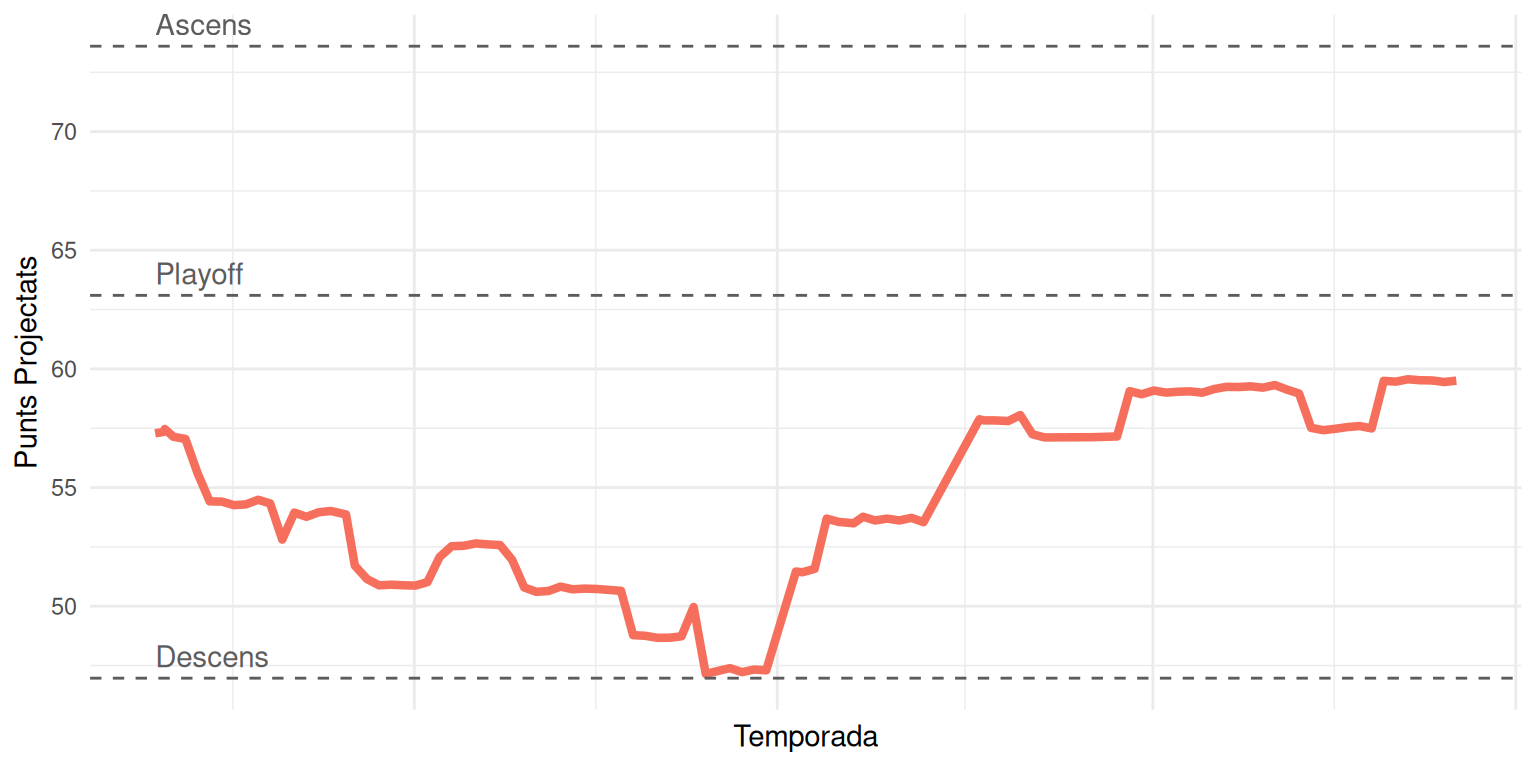 Ascens
70
65
Playoff
60
55
50
Descens
Punts Projectats
Temporada